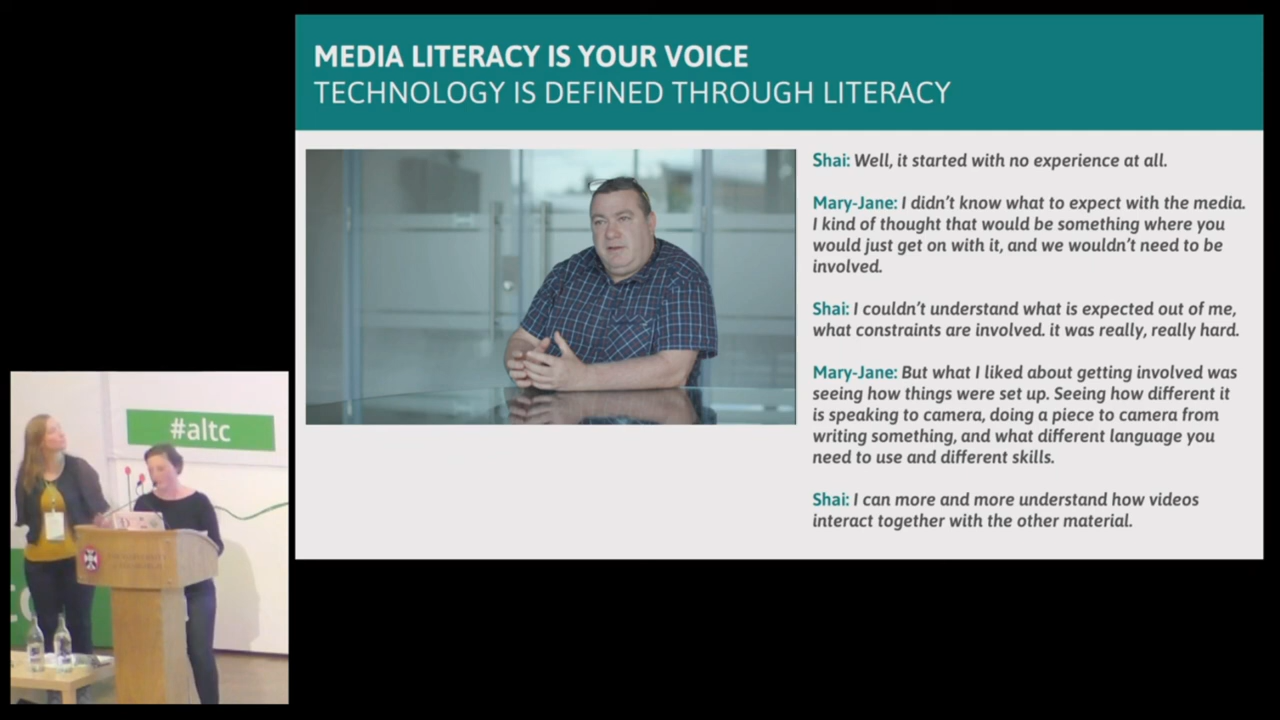 MEDIA LITERACY IS YOUR VOICE
TECHNOLOGY IS DEFINED THROUGH LITERACY
Shai: Well, it started with no experience at all.
Mary-Jane: I didn't know what to expect with the media.
I kind of thought that would be something where you
would just get on with it, and we wouldn't need to be
involved.
Shai: I couldn't understand what is expected out of me,
what constraints are involved. it was really, really hard.
Mary-Jane: But what I liked about getting involved was
seeing how things were set up. Seeing how different it
is speaking to camera, doing a piece to camera from
writing something, and what different language you
need to use and different skills.
Shai: I can more and more understand how videos
interact together with the other material.
#altc